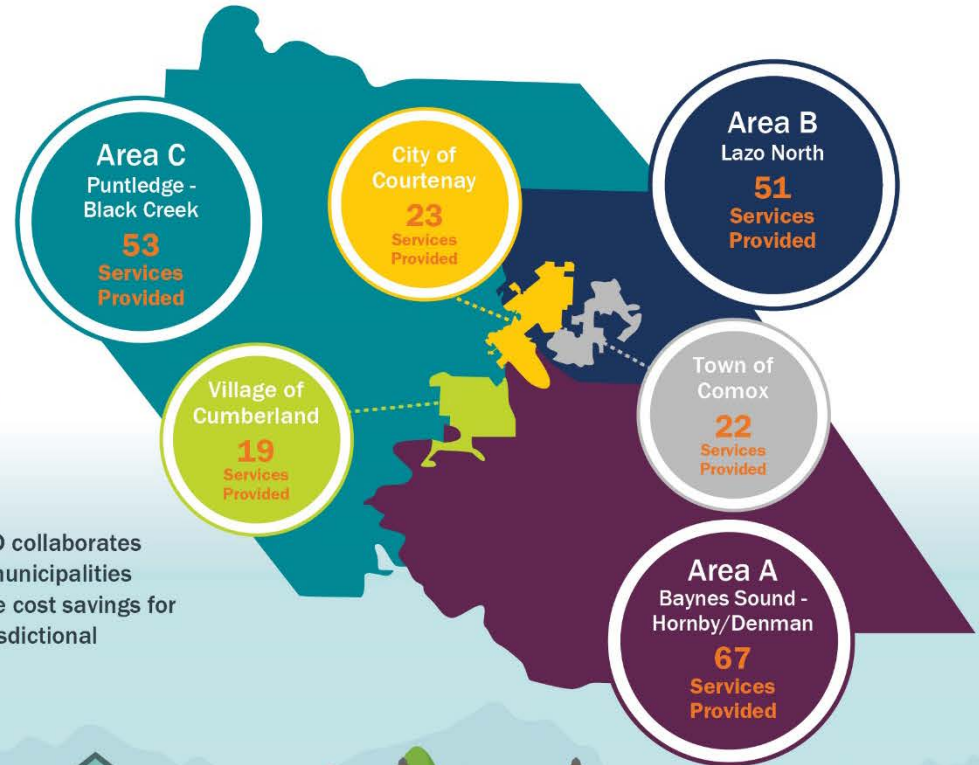 Area C
Puntledge -
Black Creek
53
Services
Provided
City of
Courtenay
23
Services
Provided
Area B
Lazo North
51
Services
Provided
Village of
Cumberland
19
Services
Provided
Town of
Comox
22
Services
Provided
collaborates
municipalities
cost savings for
Area A
Baynes Sound -
Hornby/Denman
67
Services
Provided